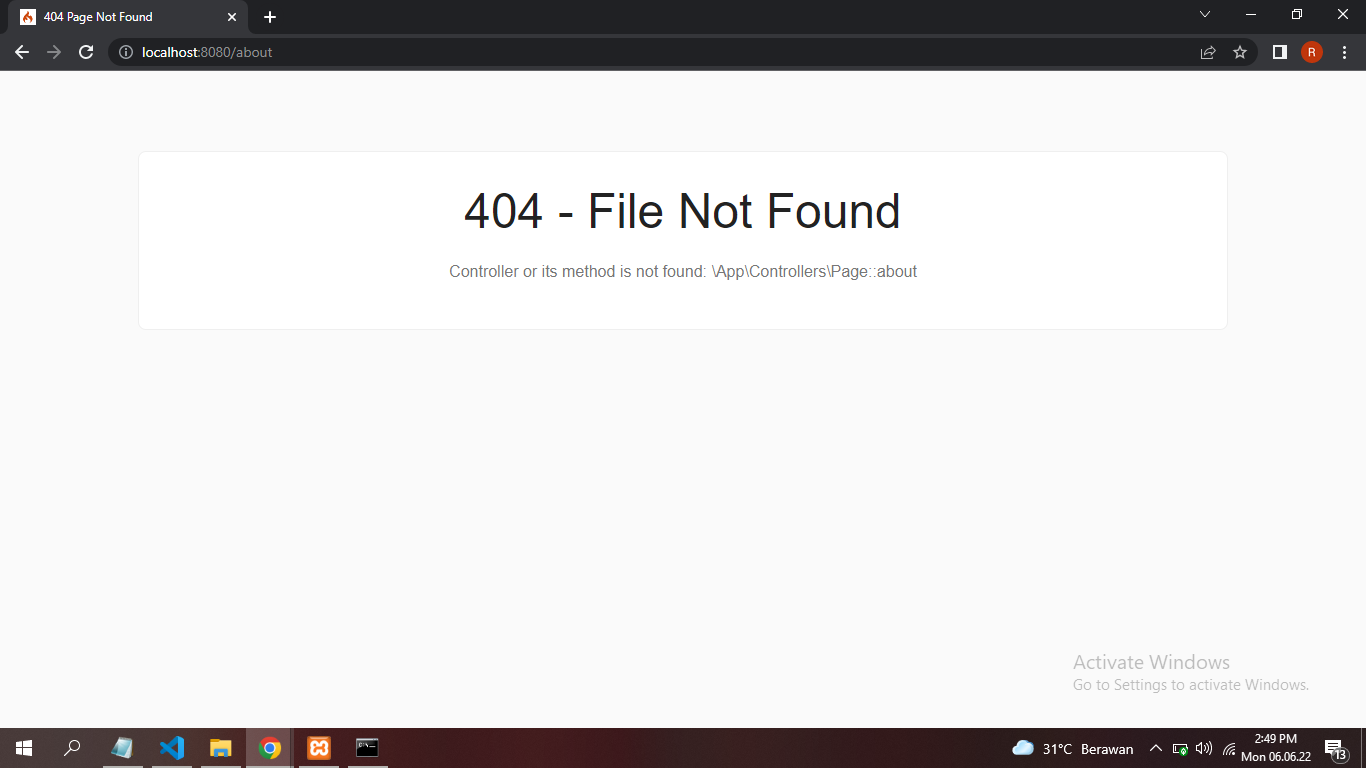 404 Page Not Found
localhost:8080/about
R
404 - File Not Found
Controller or its method is not found: \App\Controllers\Page::about
Activate Windows
Go to Settings to activate Windows.
31°C Berawan
2:49 PM
Mon 06.06.22
13